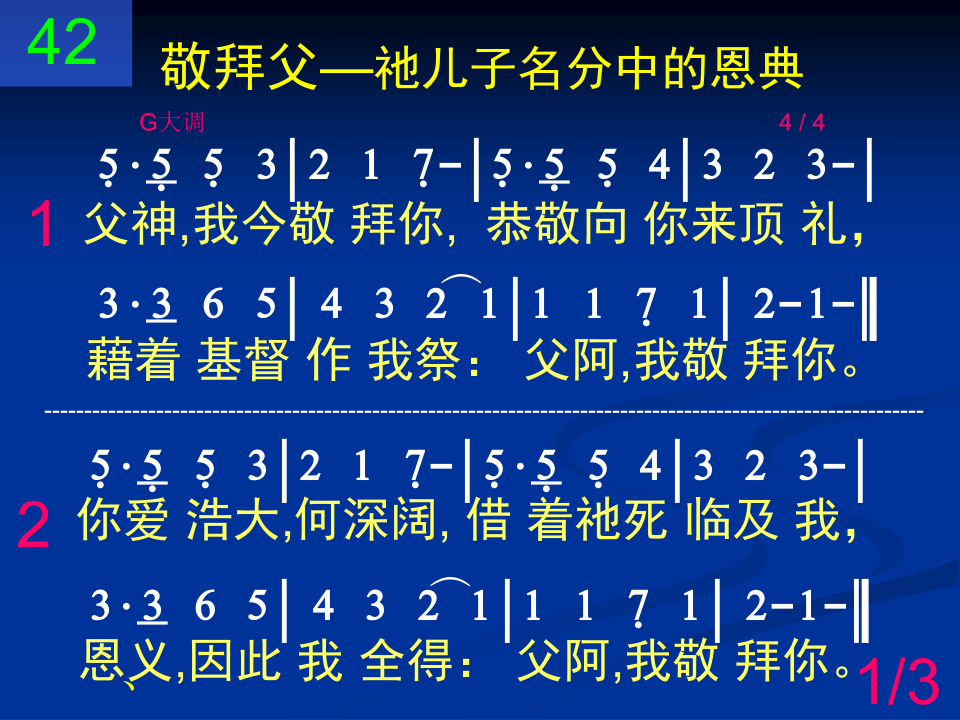 42
敬拜父—祂儿子名分中的恩典
G大调 4 / 4
5·5 5 3|2 1 7-|5·5 5 4|3 2 3-|
1 父神,我今敬 拜你, 恭敬向 你来顶 礼,
3·3 6 5| 4 3 2 1|1 1 7 1| 2-1-‖
藉着 基督 作 我祭： 父阿,我敬 拜你。
5·5 5 3|2 1 7-|5·5 5 4|3 2 3-|
2 你爱 浩大,何深阔, 借 着祂死 临及 我,
3·3 6 5| 4 3 2 1|1 1 7 1| 2-1-‖
恩义,因此 我 全得： 父阿,我敬 拜你。
、
1/3